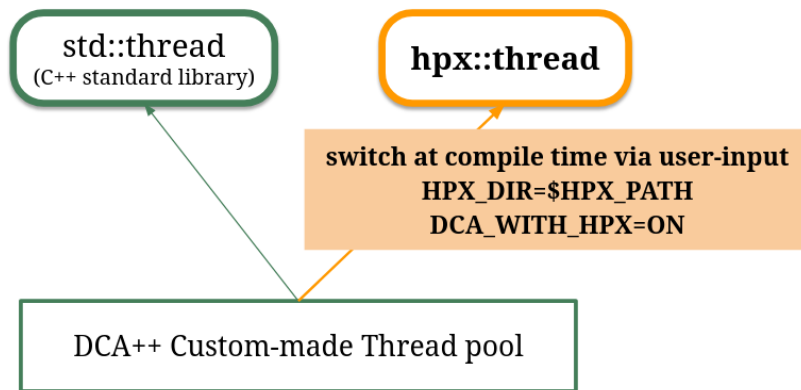 std::thread
(C++ standard library)
hpx::thread
switch at compile time via user-input
HPX_DIR=$HPX_PATH
DCA_WITH_HPX=ON
DCA++ Custom-made Thread pool